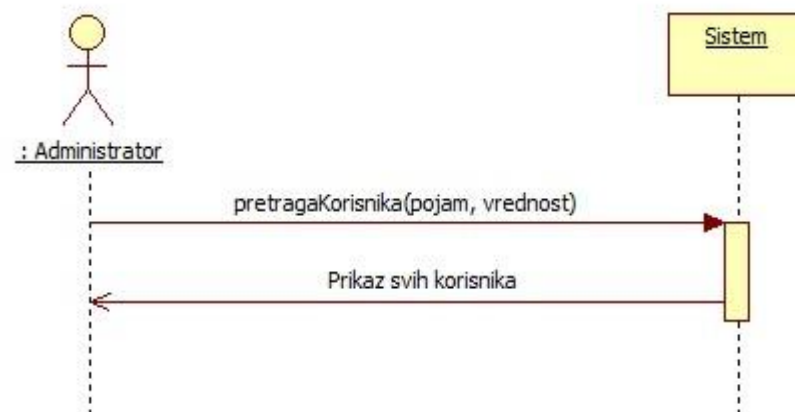 Sistem
: Administrator
pretragaKorisnika(pojam, vrednost)
Prikaz svih korisnika